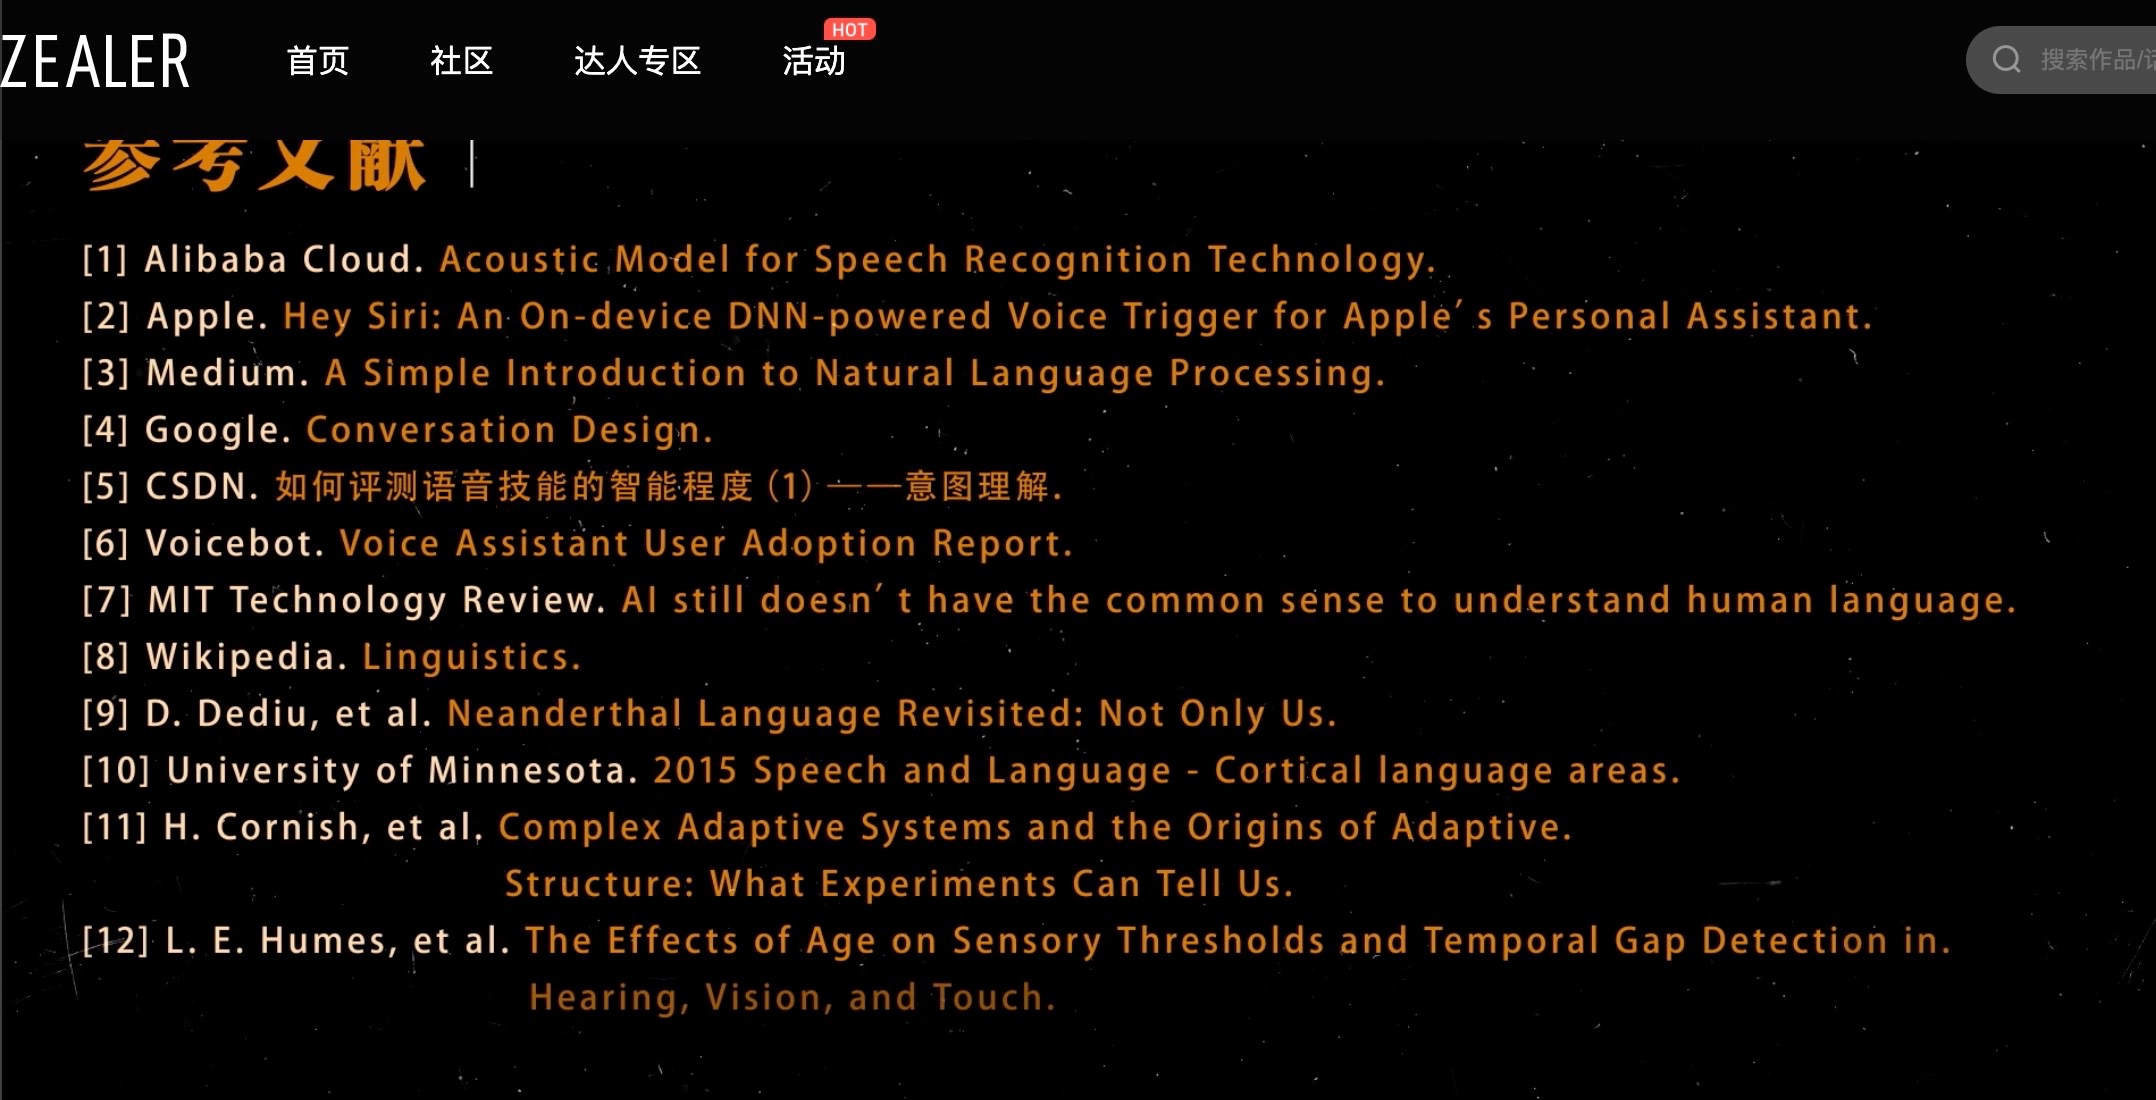 ZEALER
首页
社区
达人专区
活动
HOT
搜索作品/
参考文献
[1] Alibaba Cloud. Acoustic Model for Speech Recognition Technology.
[2] Apple. Hey Siri: An On-device DNN-powered Voice Trigger for Apple′s Personal Assistant.
[3] Medium. A Simple Introduction to Natural Language Processing.
[4] Google. Conversation Design.
[5] CSDN. 如何评测语音技能的智能程度（1）——意图理解.
[6] Voicebot. Voice Assistant User Adoption Report.
[7] MIT Technology Review. AI still doesn′t have the common sense to understand human language.
[8] Wikipedia. Linguistics.
[9] D. Dediu, et al. Neanderthal Language Revisited: Not Only Us.
[10] University of Minnesota. 2015 Speech and Language - Cortical language areas.
[11] H. Cornish, et al. Complex Adaptive Systems and the Origins of Adaptive.
Structure: What Experiments Can Tell Us.
[12] L. E. Humes, et al. The Effects of Age on Sensory Thresholds and Temporal Gap Detection in.
Hearing, Vision, and Touch.